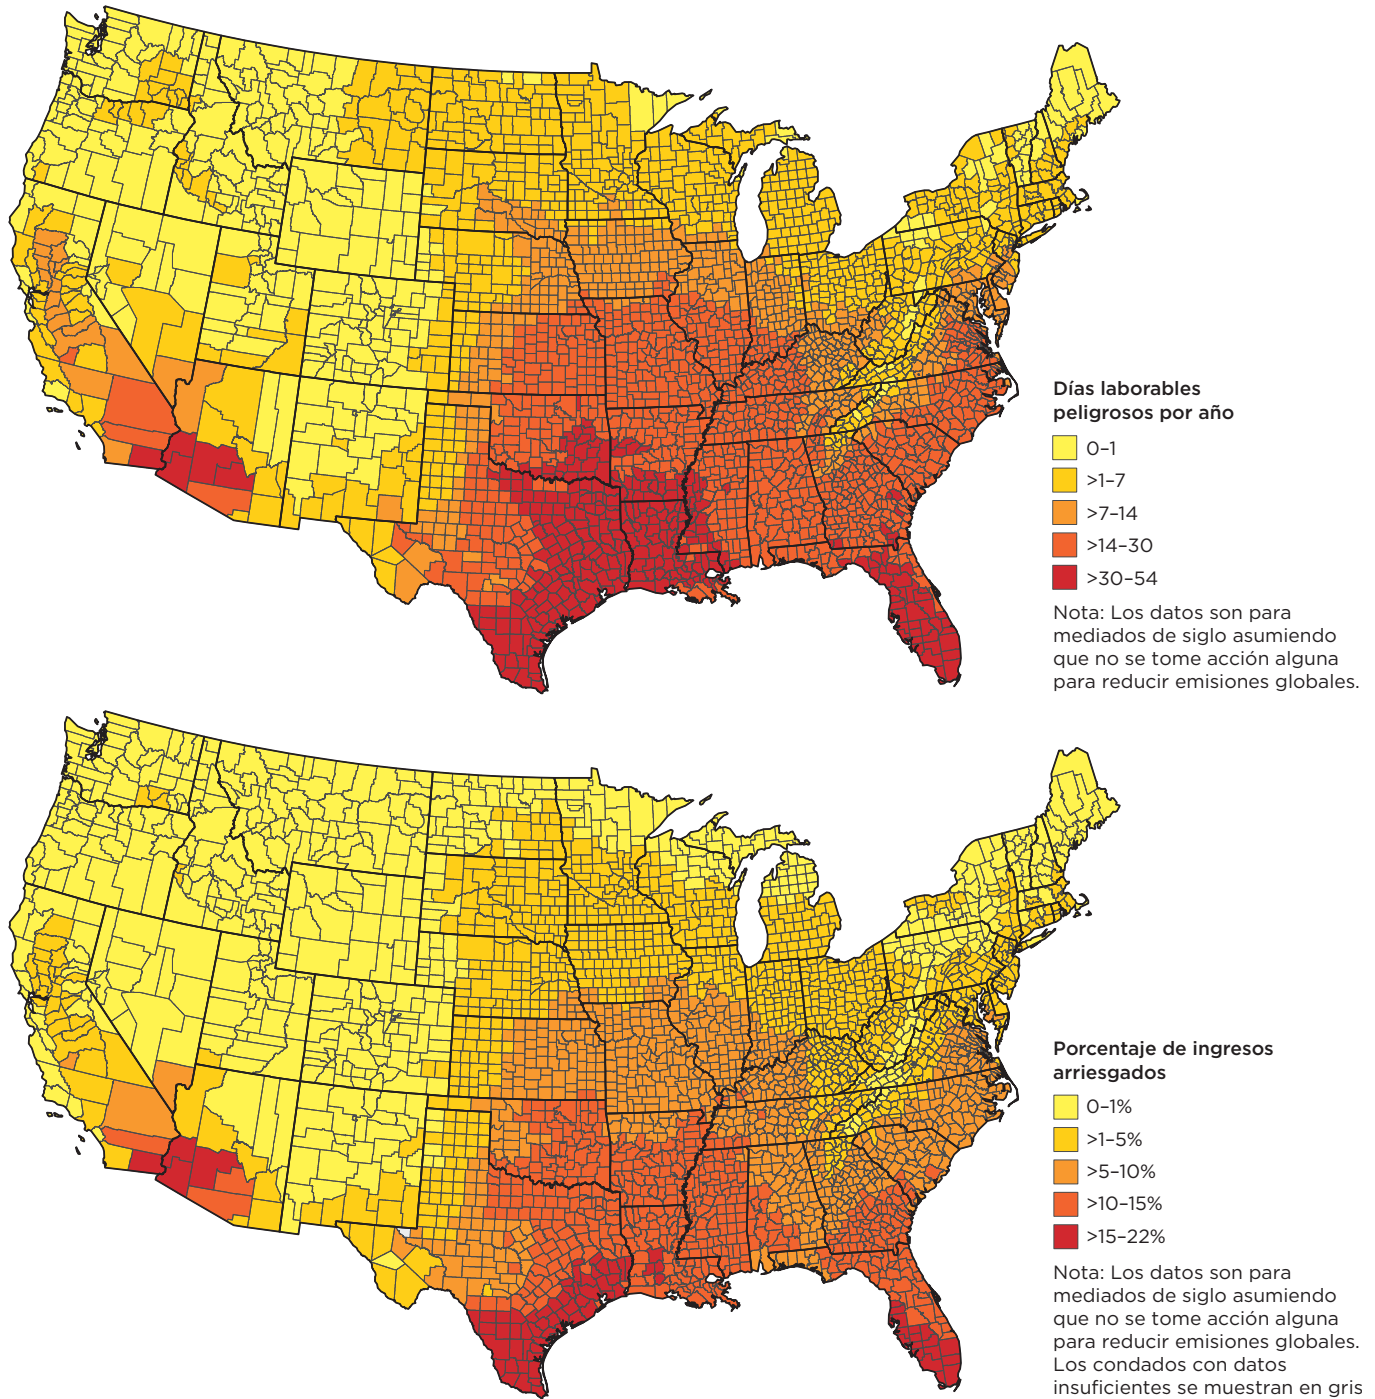 Días laborables
peligrosos por año
0–1
>1–7
>7–14
>14–30
>30–54
Nota: Los datos son para
mediados de siglo asumiendo
que no se tome acción alguna
para reducir emisiones globales.
Porcentaje de ingresos
arriesgados
0–1%
>1–5%
>5–10%
>10–15%
>15–22%
Nota: Los datos son para
mediados de siglo asumiendo
que no se tome acción alguna
para reducir emisiones globales.
Los condados con datos
insuficientes se muestran en gris